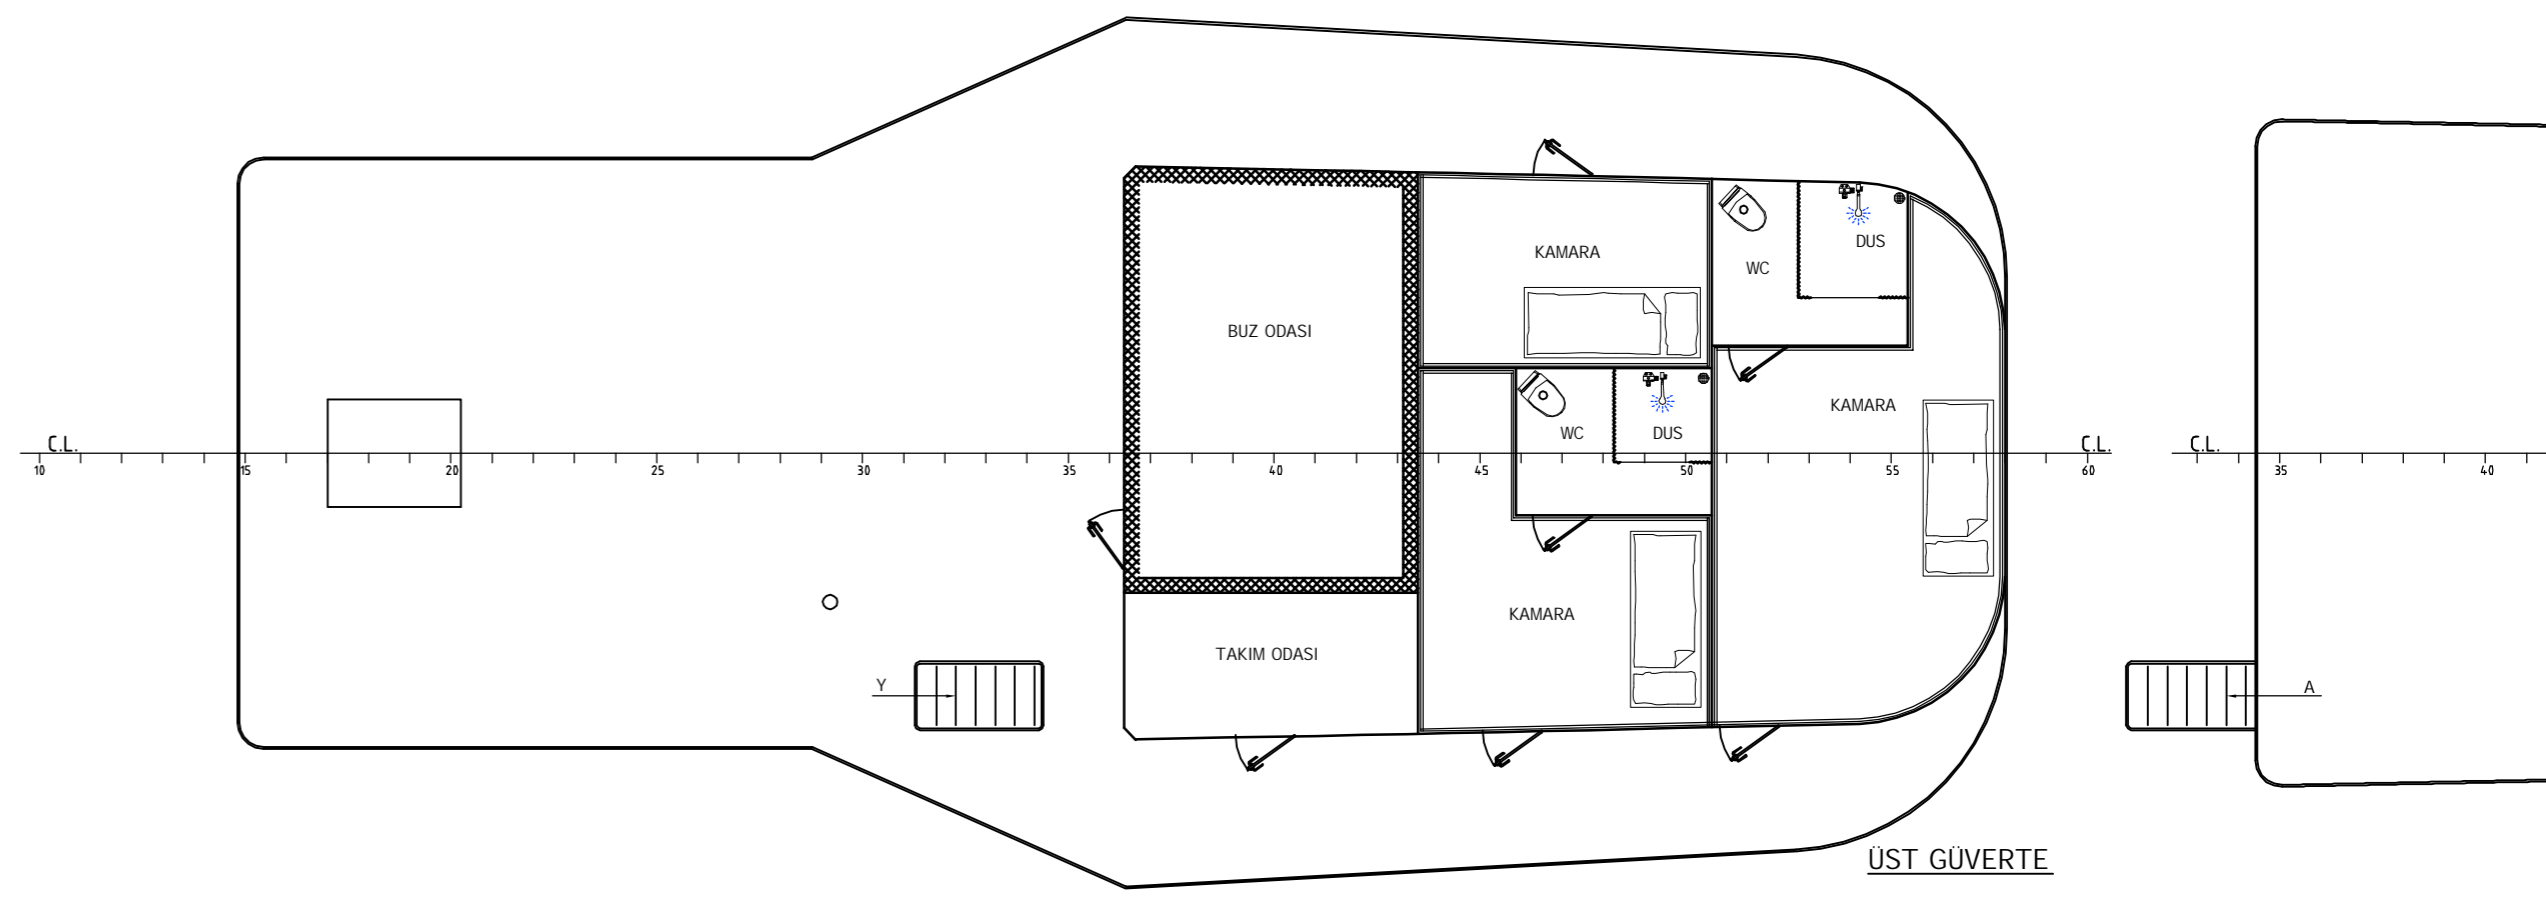 DUS
KAMARA
WC
BUZ ODASI
KAMARA
WC
DUS
C.L.
C.L.
C.L.
10
15
20
25
30
35
40
45
50
55
60
35
40
KAMARA
TAKIM ODASI
Y
A
ÜST GÜVERTE